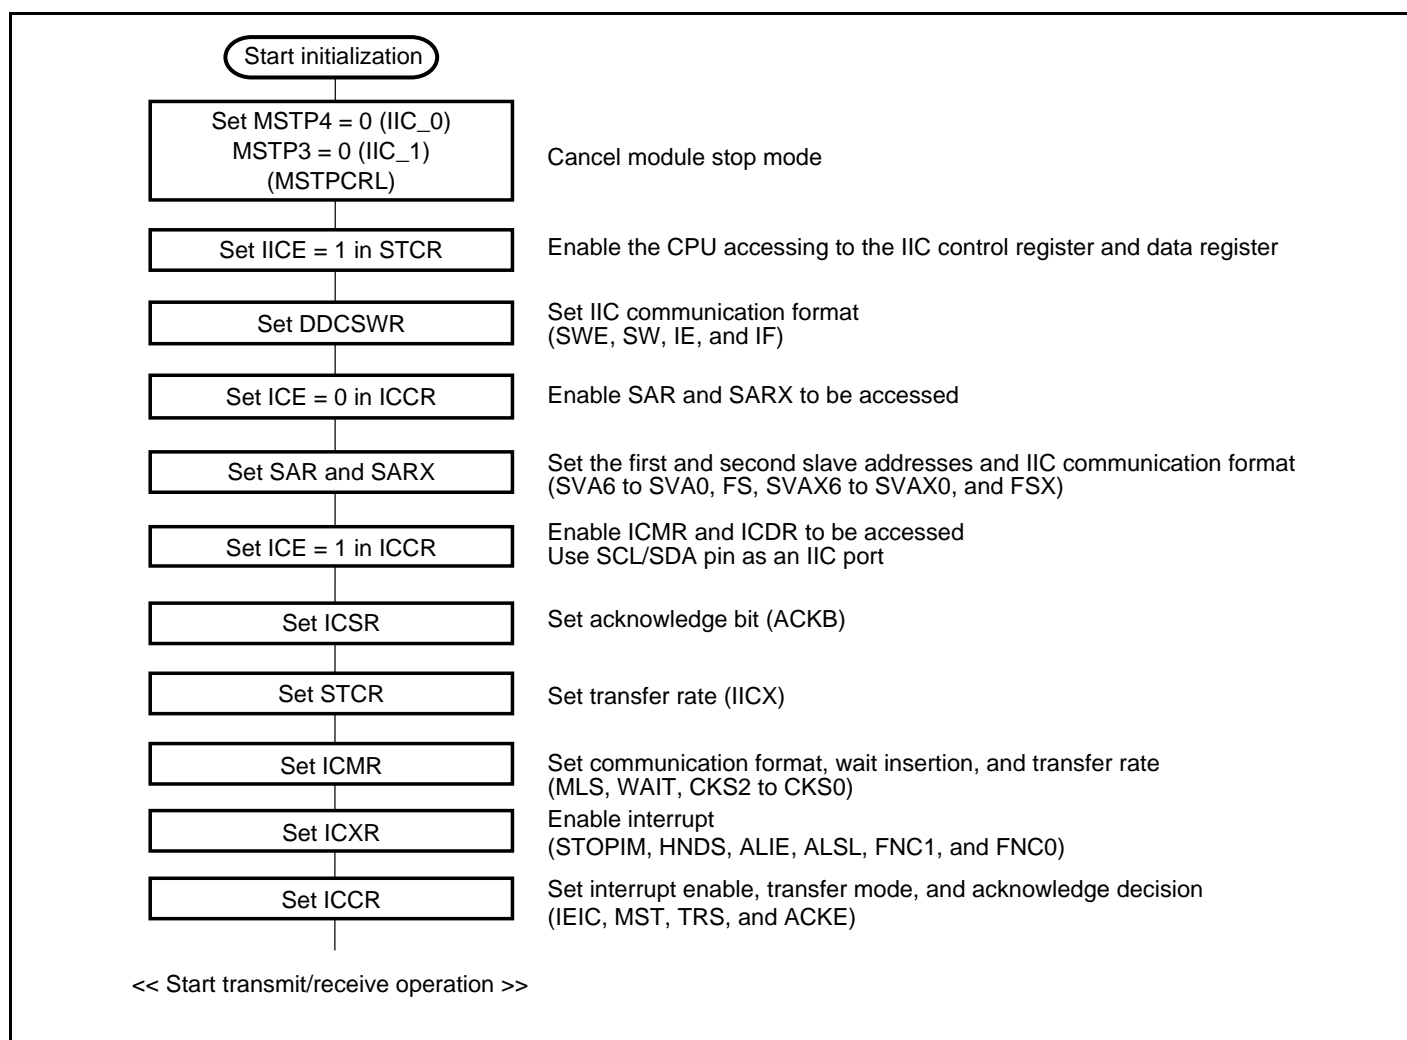 Start initialization
Set MSTP4 = 0 (IIC_0)
MSTP3 = 0 (IIC_1)
(MSTPCRL)
Cancel module stop mode
Set IICE = 1 in STCR
Enable the CPU accessing to the IIC control register and data register
Set DDCSWR
Set IIC communication format
(SWE, SW, IE, and IF)
Set ICE = 0 in ICCR
Enable SAR and SARX to be accessed
Set SAR and SARX
Set the first and second slave addresses and IIC communication format
(SVA6 to SVA0, FS, SVAX6 to SVAX0, and FSX)
Set ICE = 1 in ICCR
Enable ICMR and ICDR to be accessed
Use SCL/SDA pin as an IIC port
Set ICSR
Set acknowledge bit (ACKB)
Set STCR
Set transfer rate (IICX)
Set ICMR
Set communication format, wait insertion, and transfer rate
(MLS, WAIT, CKS2 to CKS0)
Set ICXR
Enable interrupt
(STOPIM, HNDS, ALIE, ALSL, FNC1, and FNC0)
Set ICCR
Set interrupt enable, transfer mode, and acknowledge decision
(IEIC, MST, TRS, and ACKE)
<< Start transmit/receive operation >>